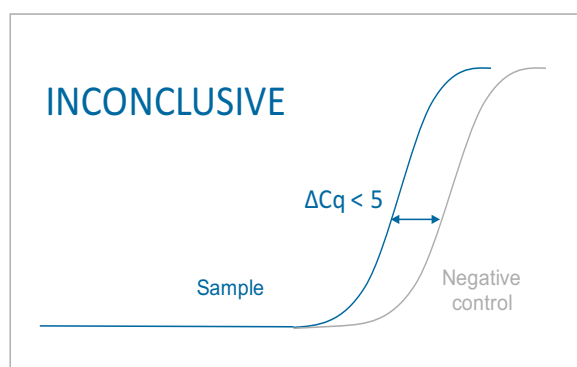 INCONCLUSIVE
ΔCq < 5
Sample
Negative
control